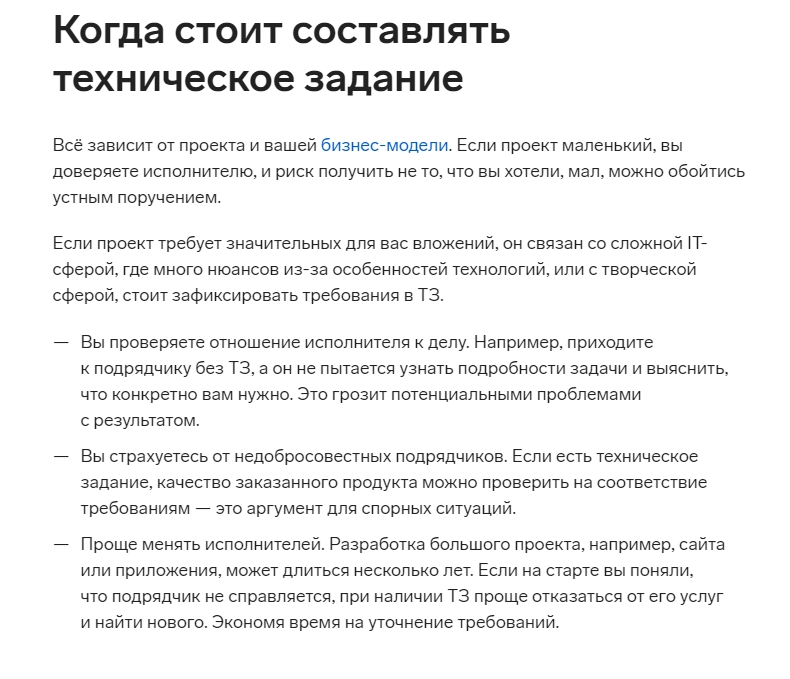 Когда стоит составлять
техническое задание
Всё зависит от проекта и вашей бизнес-модели. Если проект маленький, вы
доверяете исполнителю, и риск получить не то, что вы хотели, мал, можно обойтись
устным поручением.
Если проект требует значительных для вас вложений, он связан со сложной IT-
сферой, где много нюансов из-за особенностей технологий, или с творческой
сферой, стоит зафиксировать требования в ТЗ.
— Вы проверяете отношение исполнителя к делу. Например, приходите
к подрядчику без ТЗ, а он не пытается узнать подробности задачи и выяснить,
что конкретно вам нужно. Это грозит потенциальными проблемами
с результатом.
— Вы страхуетесь от недобросовестных подрядчиков. Если есть техническое
задание, качество заказанного продукта можно проверить на соответствие
требованиям — это аргумент для спорных ситуаций.
— Проще менять исполнителей. Разработка большого проекта, например, сайта
или приложения, может длиться несколько лет. Если на старте вы поняли,
что подрядчик не справляется, при наличии ТЗ проще отказаться от его услуг
и найти нового. Экономя время на уточнение требований.